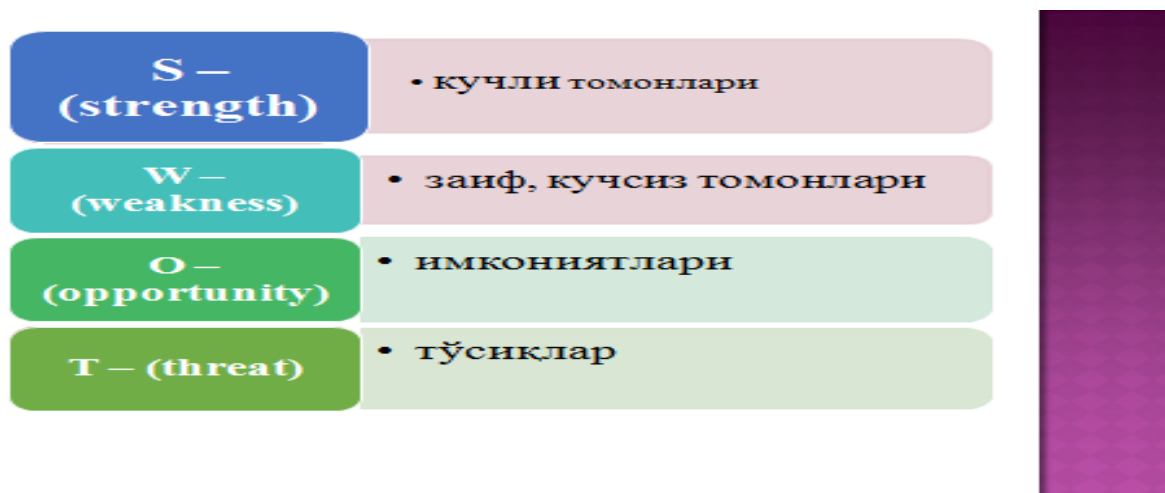 S –
(strength)
• кучли томонлари
W –
(weakness)
• заиф, кучсиз томонлари
O –
(opportunity)
• имкониятлари
T – (threat)
• тўсиқлар